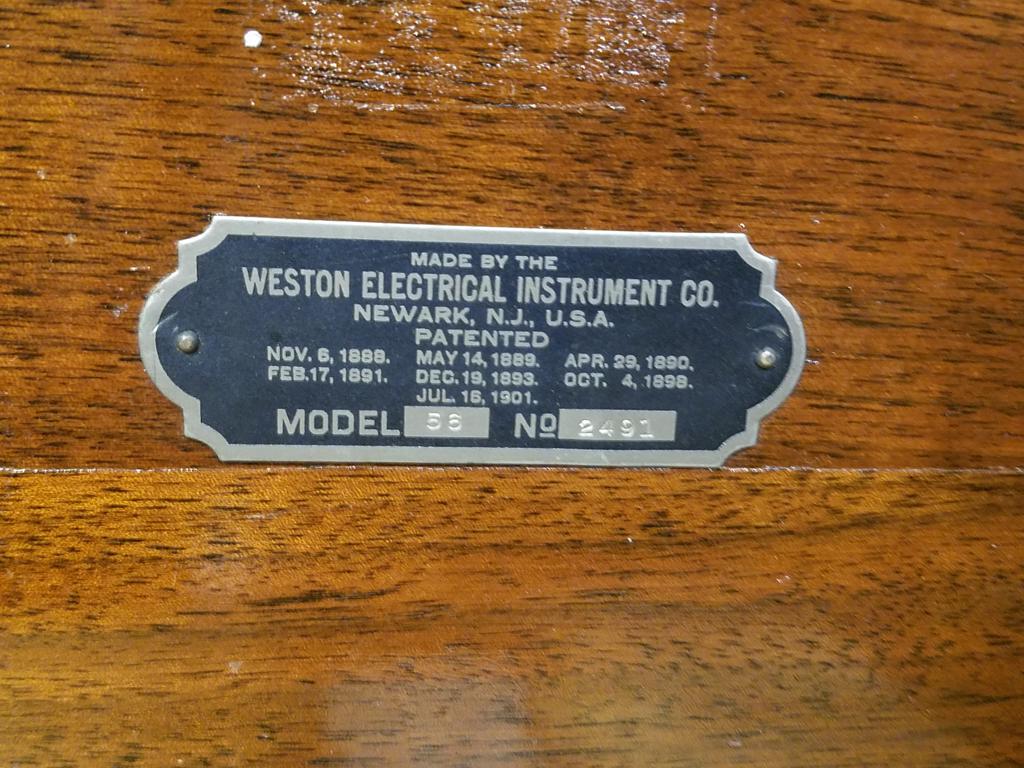 MADE BY THE
WESTON ELECTRICAL INSTRUMENT CO.
NEWARK, N.J., U.S.A.
PATENTED
NOV. 6, 1888. MAY 14, 1889. APR. 29, 1890.
FEB. 17, 1891. DEC. 19, 1893. OCT. 4, 1898.
JUL. 16, 1901.
MODEL 56 No 2491